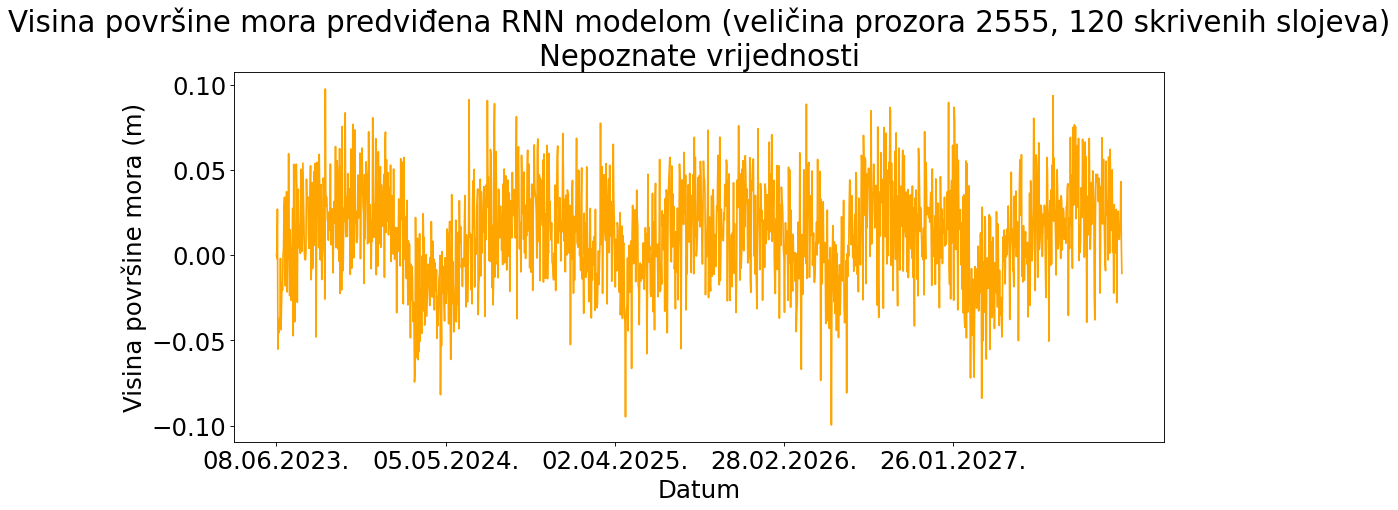 Visina površine mora predviđena RNN modelom (veličina prozora 2555, 120 skrivenih slojeva)
Nepoznate vrijednosti
Visina površine mora (m)
0.10
0.05
0.00
−0.05
−0.10
08.06.2023. 05.05.2024. 02.04.2025. 28.02.2026. 26.01.2027.
Datum